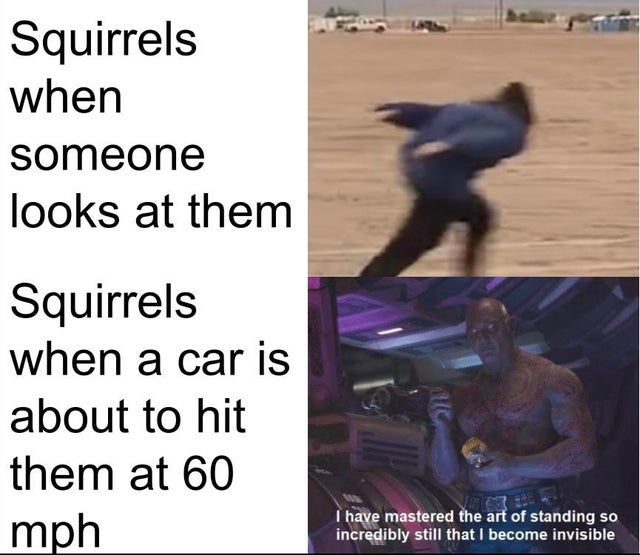 Squirrels
when
someone
looks at them
Squirrels
when a car is
about to hit
them at 60
mph
I have mastered the art of standing so
incredibly still that I become invisible